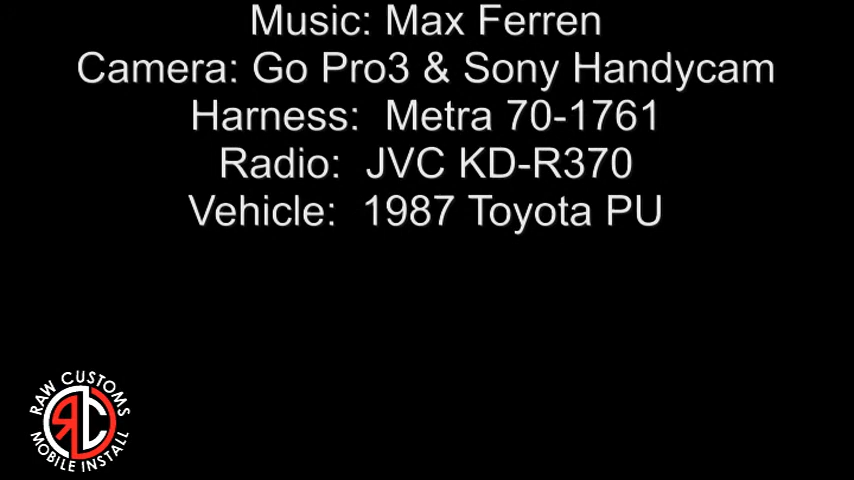 Music: Max Ferren
Camera: Go Pro3 & Sony Handycam
Harness:  Metra 70-1761
Radio:  JVC KD-R370
Vehicle:  1987 Toyota PU
RAW CUSTOMS
RC
MOBILE INSTALL